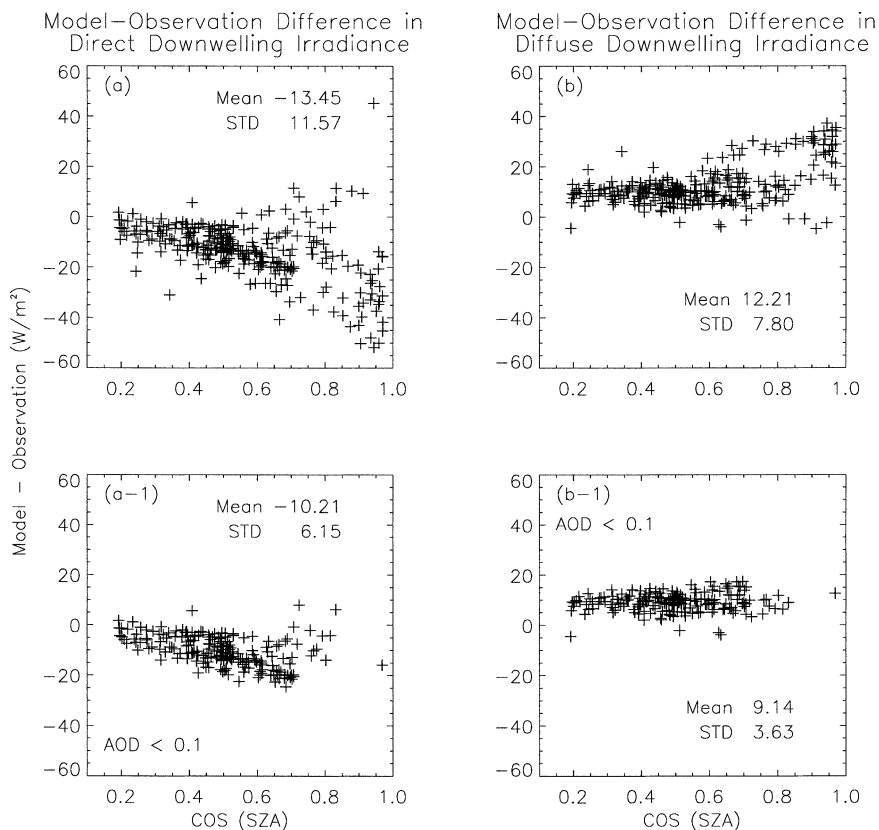 Model−Observation Difference in
Direct Downwelling Irradiance
Model−Observation Difference in
Diffuse Downwelling Irradiance
Model − Observation (W/m²)
(a)
Mean −13.45
STD 11.57
60
40
20
0
−20
−40
−60
0.2 0.4 0.6 0.8 1.0
COS (SZA)
(b)
Mean 12.21
STD 7.80
60
40
20
0
−20
−40
−60
0.2 0.4 0.6 0.8 1.0
COS (SZA)
(a−1)
Mean −10.21
STD 6.15
AOD < 0.1
60
40
20
0
−20
−40
−60
0.2 0.4 0.6 0.8 1.0
COS (SZA)
(b−1)
AOD < 0.1
Mean 9.14
STD 3.63
60
40
20
0
−20
−40
−60
0.2 0.4 0.6 0.8 1.0
COS (SZA)